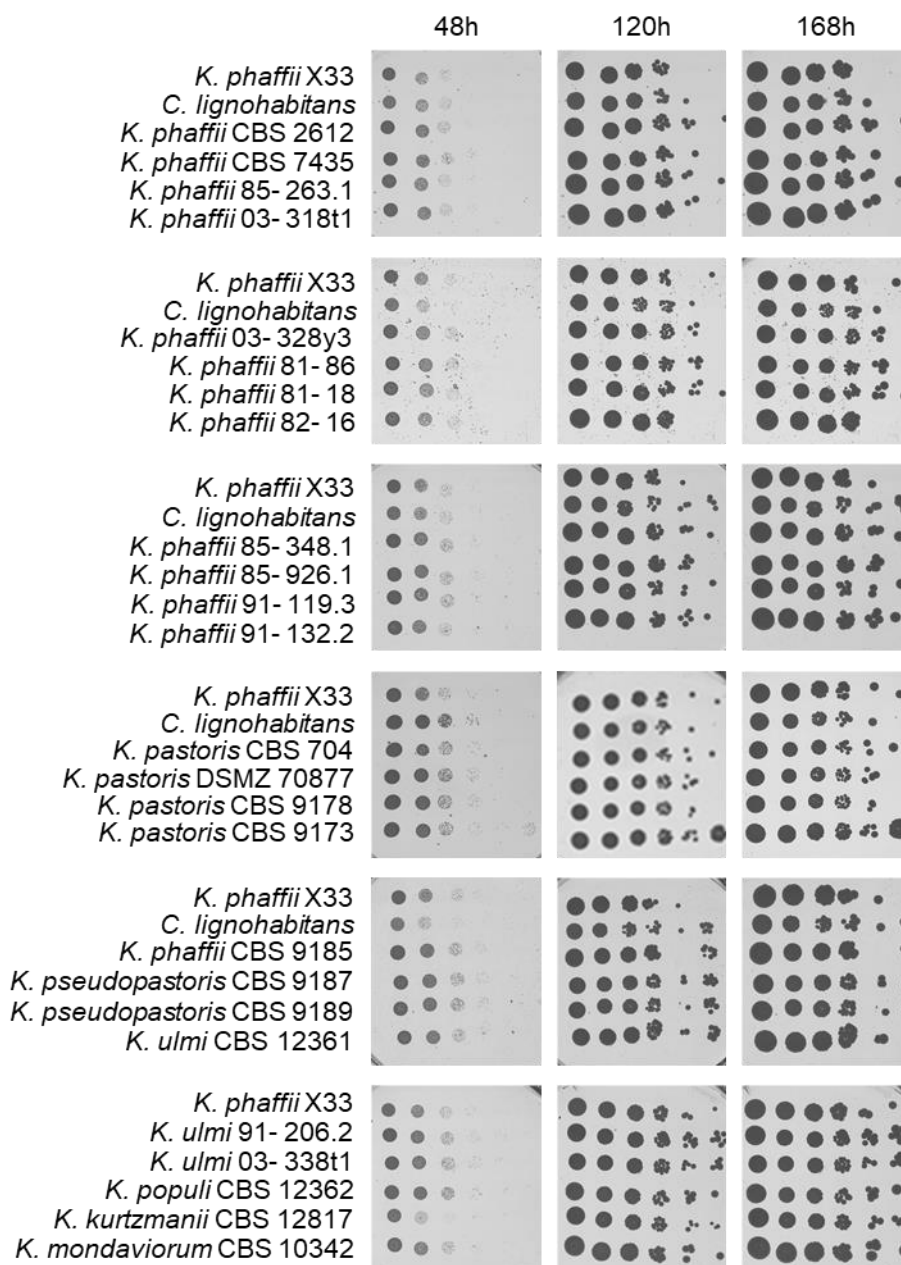 48h 120h 168h
K. phaffii X33
C. lignohabitans
K. phaffii CBS 2612
K. phaffii CBS 7435
K. phaffii 85- 263.1
K. phaffii 03- 318t1
K. phaffii X33
C. lignohabitans
K. phaffii 03- 328y3
K. phaffii 81- 86
K. phaffii 81- 18
K. phaffii 82- 16
K. phaffii X33
C. lignohabitans
K. phaffii 85- 348.1
K. phaffii 85- 926.1
K. phaffii 91- 119.3
K. phaffii 91- 132.2
K. phaffii X33
C. lignohabitans
K. pastoris CBS 704
K. pastoris DSMZ 70877
K. pastoris CBS 9178
K. pastoris CBS 9173
K. phaffii X33
C. lignohabitans
K. phaffii CBS 9185
K. pseudopastoris CBS 9187
K. pseudopastoris CBS 9189
K. ulmi CBS 12361
K. phaffii X33
K. ulmi 91- 206.2
K. ulmi 03- 338t1
K. populi CBS 12362
K. kurtzmanii CBS 12817
K. mondaviorum CBS 10342